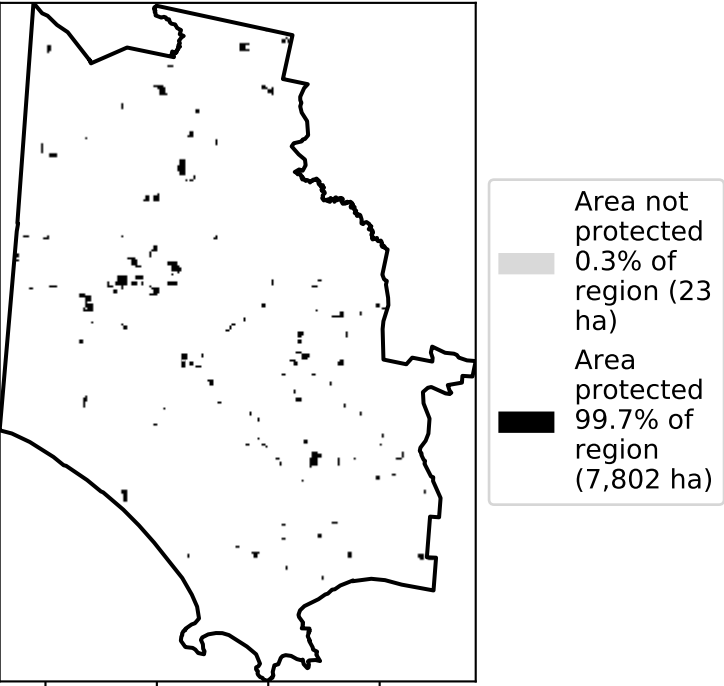 Area not
protected
0.3% of
region (23
ha)
Area
protected
99.7% of
region
(7,802 ha)